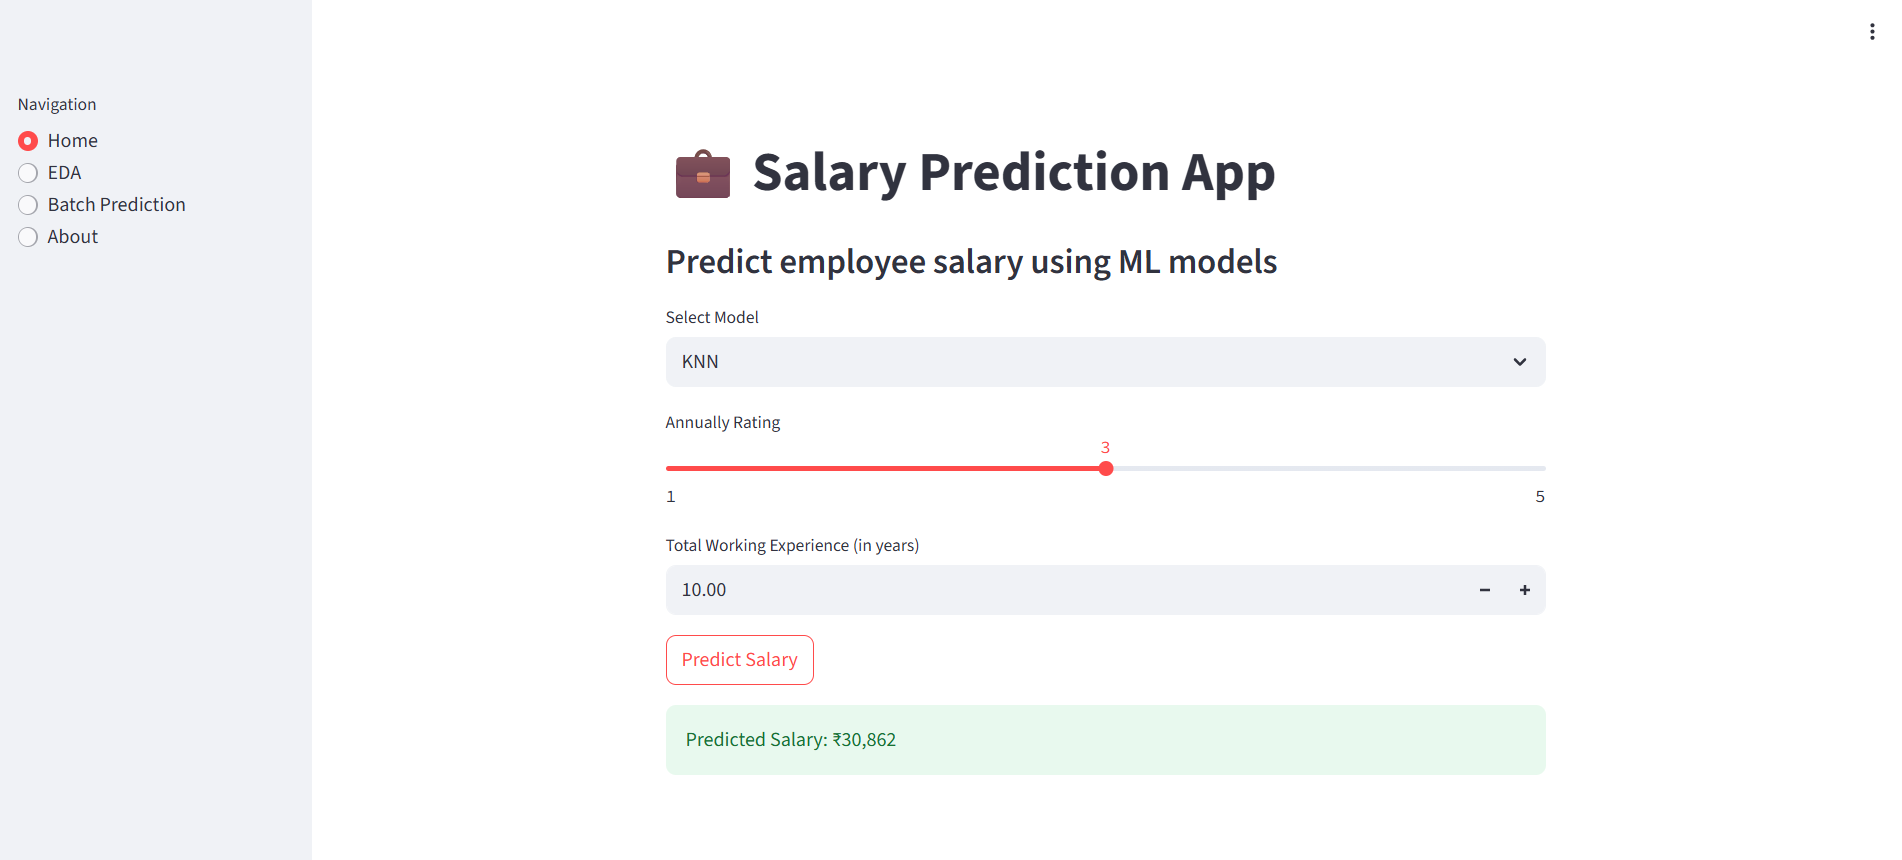 Navigation
Home
EDA
Batch Prediction
About
Salary Prediction App
Predict employee salary using ML models
Select Model
KNN
Annually Rating
3
1 5
Total Working Experience (in years)
10.00
Predict Salary
Predicted Salary: ₹30,862